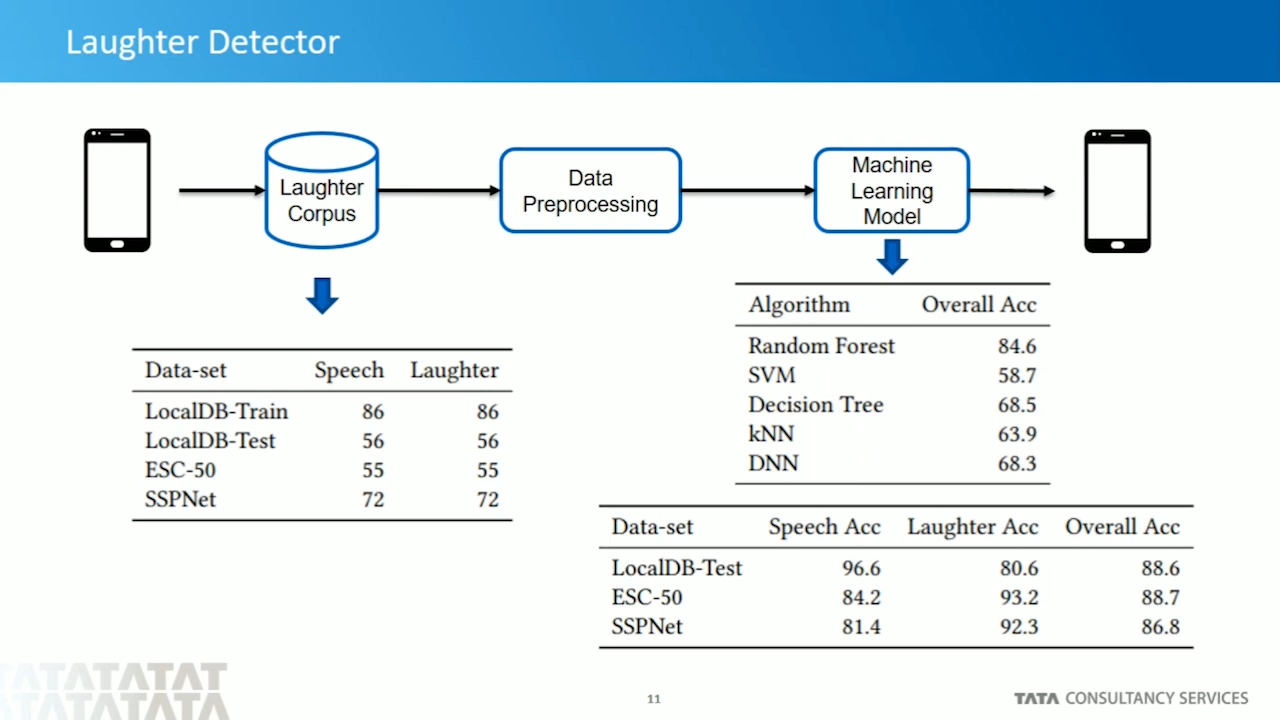 Laughter Detector
Laughter
Corpus
Data
Preprocessing
Machine
Learning
Model
Data-set Speech Laughter
LocalDB-Train 86 86
LocalDB-Test 56 56
ESC-50 55 55
SSPNet 72 72
Algorithm Overall Acc
Random Forest 84.6
SVM 58.7
Decision Tree 68.5
kNN 63.9
DNN 68.3
Data-set Speech Acc Laughter Acc Overall Acc
LocalDB-Test 96.6 80.6 88.6
ESC-50 84.2 93.2 88.7
SSPNet 81.4 92.3 86.8
TATATATAT
TATATATATA
11
TATA CONSULTANCY SERVICES